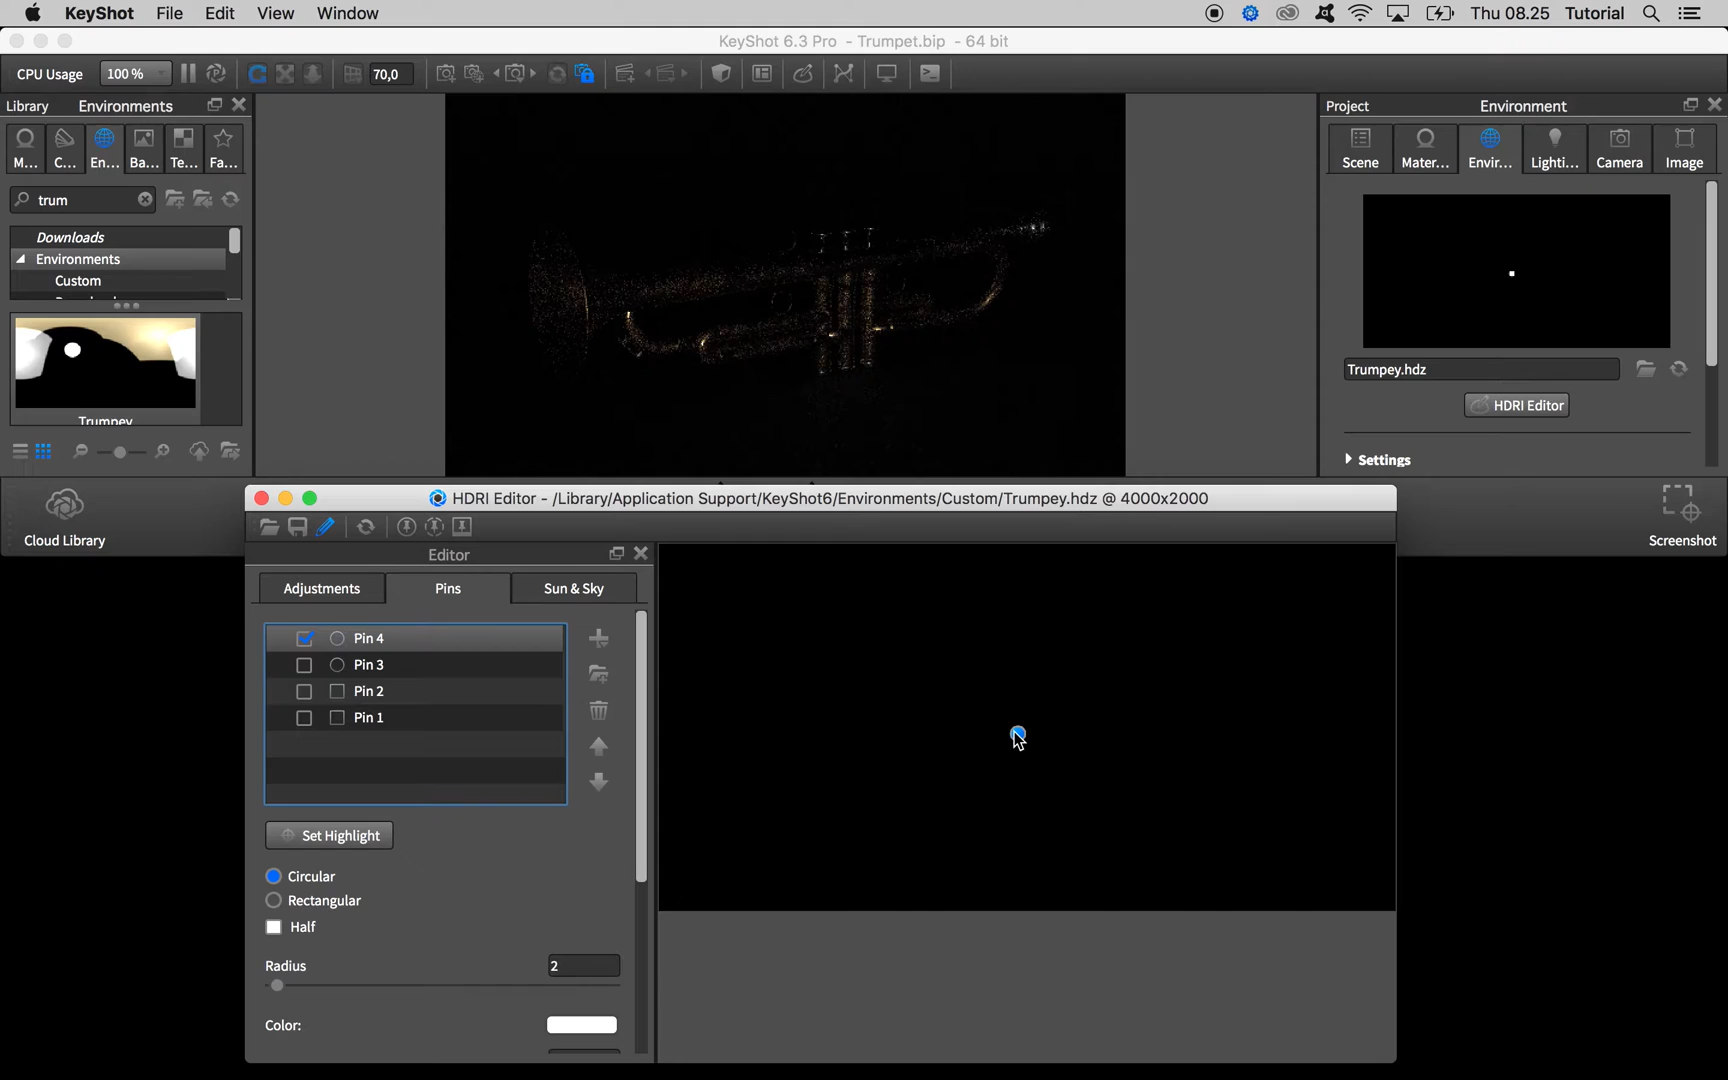 KeyShot File Edit View Window Thu 08.25 Tutorial
KeyShot 6.3 Pro - Trumpet.bip - 64 bit
CPU Usage 100 % 70,0
Library Environments
M... C... En... Ba... Te... Fa...
trum
Downloads
Environments
Custom
Trumpey
Cloud Library
Project Environment
Scene Mater... Envir... Lighti... Camera Image
Trumpey.hdz
HDRI Editor
Settings
Screenshot
HDRI Editor - /Library/Application Support/KeyShot6/Environments/Custom/Trumpey.hdz @ 4000x2000
Editor
Adjustments Pins Sun & Sky
Pin 4
Pin 3
Pin 2
Pin 1
Set Highlight
Circular
Rectangular
Half
Radius 2
Color: